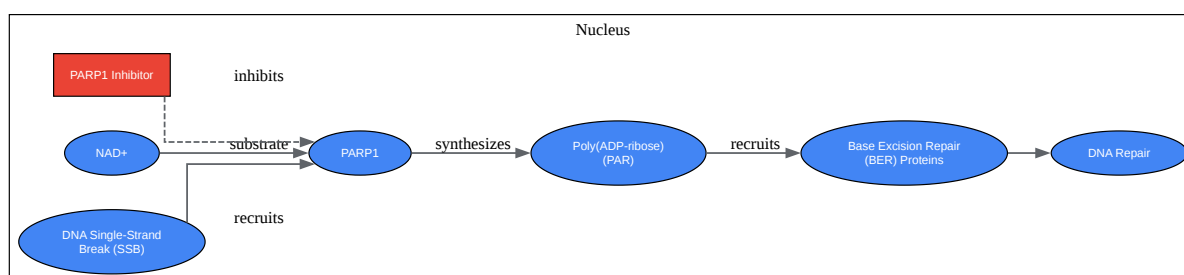 Nucleus
PARP1 Inhibitor
inhibits
NAD+
substrate
PARP1
synthesizes
Poly(ADP-ribose)
(PAR)
recruits
Base Excision Repair
(BER) Proteins
DNA Repair
DNA Single-Strand
Break (SSB)
recruits